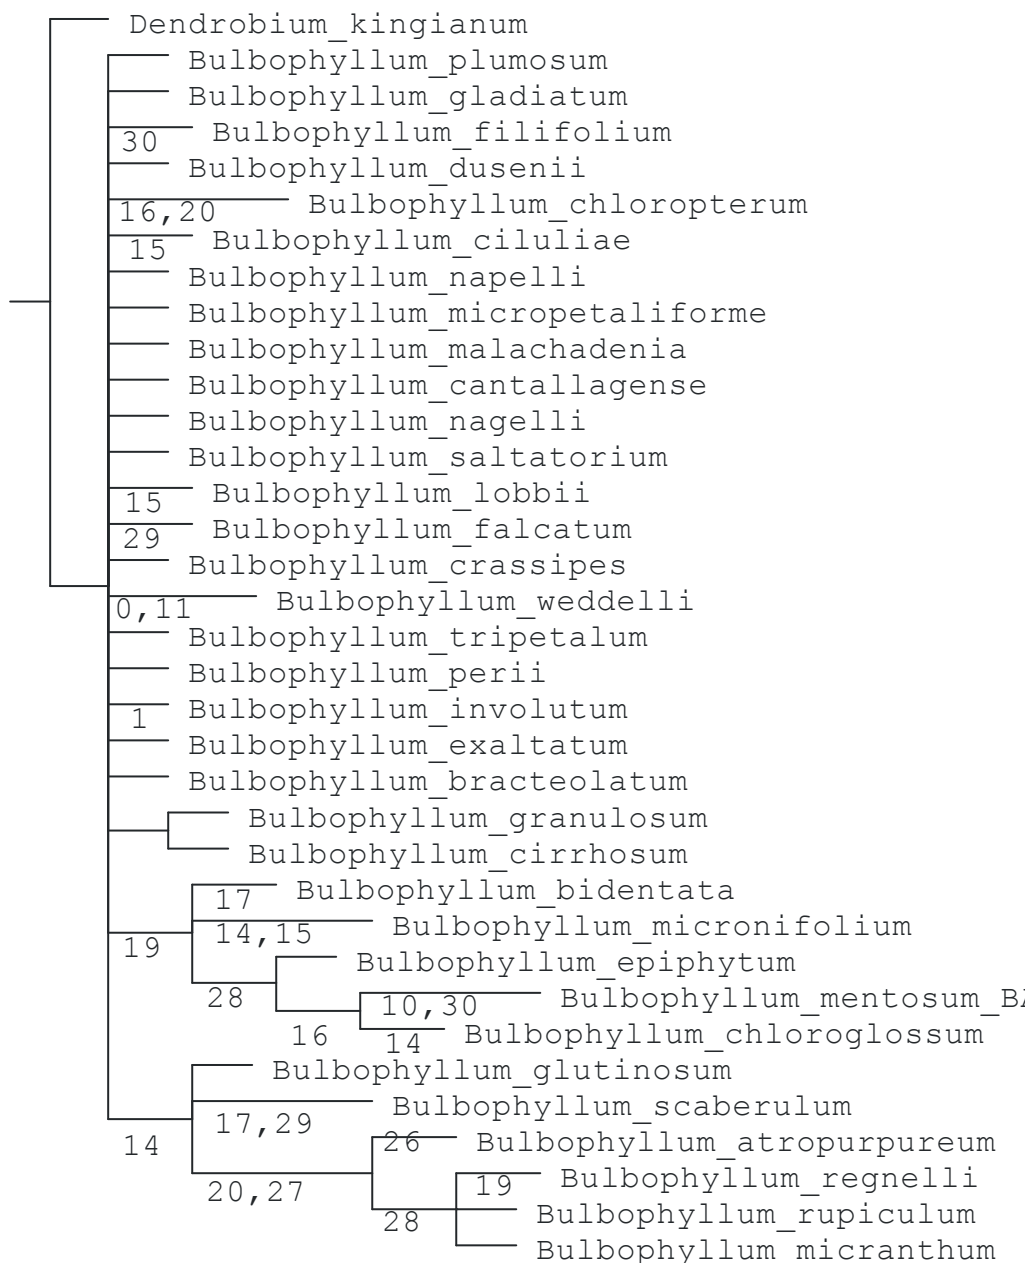 Dendrobium_kingianum
Bulbophyllum_plumosum
Bulbophyllum_gladiatum
30 Bulbophyllum_filifolium
Bulbophyllum_dusenii
16,20 Bulbophyllum_chloropterum
15 Bulbophyllum_ciluliae
Bulbophyllum_napelli
Bulbophyllum_micropetaliforme
Bulbophyllum_malachadenia
Bulbophyllum_cantallagense
Bulbophyllum_nagelli
Bulbophyllum_saltatorium
15 Bulbophyllum_lobbii
29 Bulbophyllum_falcatum
Bulbophyllum_crassipes
0,11 Bulbophyllum_weddelli
Bulbophyllum_tripetalum
Bulbophyllum_perii
1 Bulbophyllum_involutum
Bulbophyllum_exaltatum
Bulbophyllum_bracteolatum
Bulbophyllum_granulosum
Bulbophyllum_cirrhosum
17 Bulbophyllum_bidentata
14,15 Bulbophyllum_micronifolium
19
Bulbophyllum_epiphytum
28
10,30 Bulbophyllum_mentosum_B
16
14 Bulbophyllum_chloroglossum
Bulbophyllum_glutinosum
17,29 Bulbophyllum_scaberulum
14
26 Bulbophyllum_atropurpureum
20,27
19 Bulbophyllum_regnelli
28
Bulbophyllum_rupiculum
Bulbophyllum micranthum